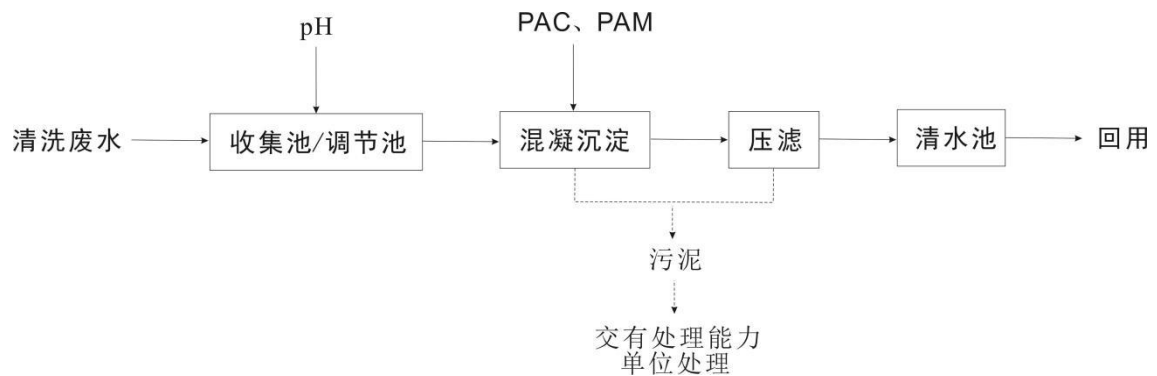 pH
PAC、PAM
清洗废水
收集池/调节池
混凝沉淀
压滤
清水池
回用
污泥
交有处理能力
单位处理